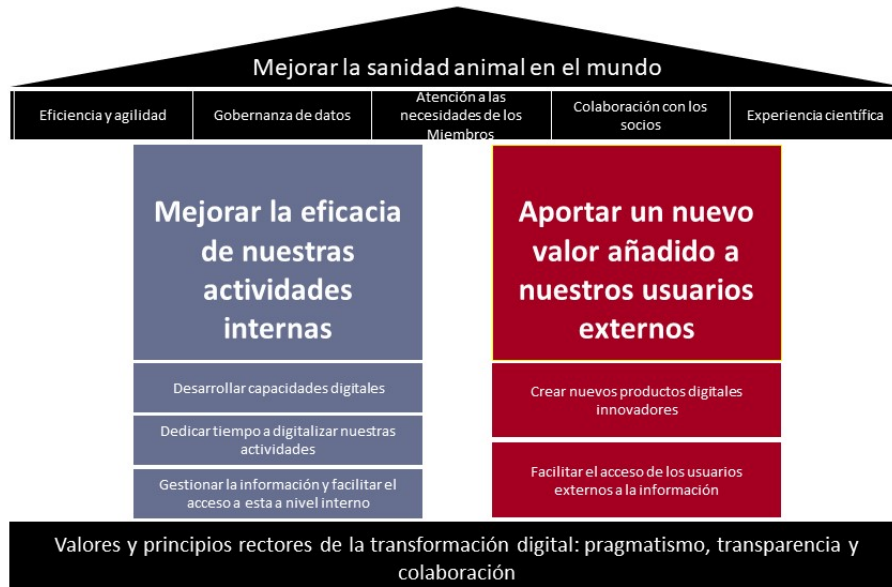 Mejorar la sanidad animal en el mundo
Eficiencia y agilidad
Gobernanza de datos
Atención a las
necesidades de los
Miembros
Colaboración con los
socios
Experiencia científica
Mejorar la eficacia
de nuestras
actividades
internas
Desarrollar capacidades digitales
Dedicar tiempo a digitalizar nuestras
actividades
Gestionar la información y facilitar el
acceso a esta a nivel interno
Aportar un nuevo
valor añadido a
nuestros usuarios
externos
Crear nuevos productos digitales
innovadores
Facilitar el acceso de los usuarios
externos a la información
Valores y principios rectores de la transformación digital: pragmatismo, transparencia y
colaboración